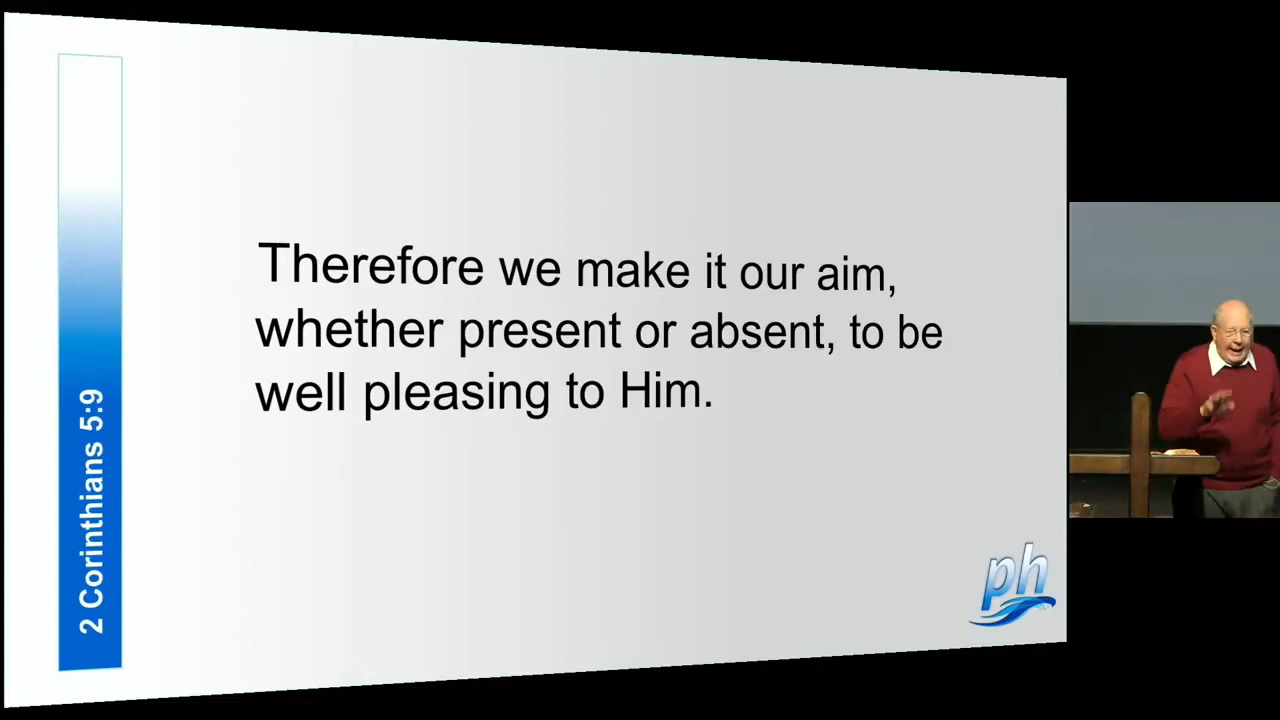 2 Corinthians 5:9
Therefore we make it our aim,
whether present or absent, to be
well pleasing to Him.
ph